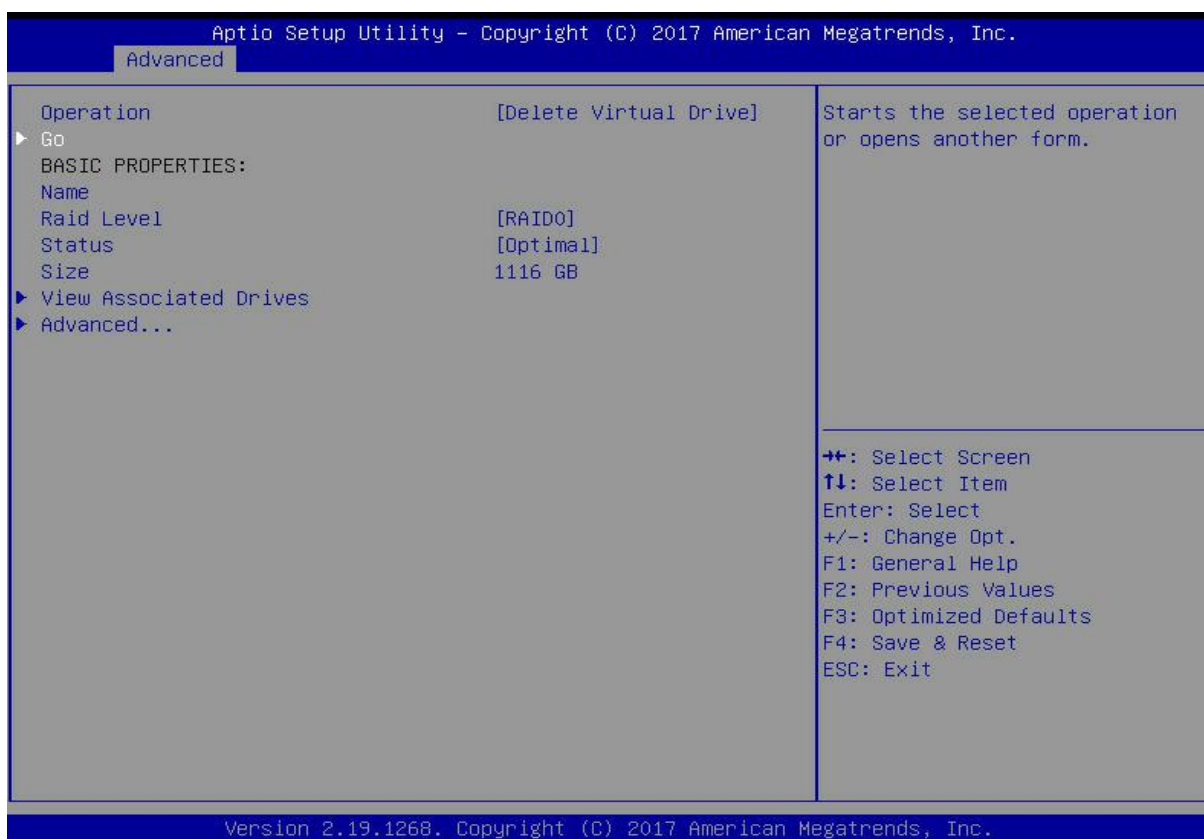 Aptio Setup Utility – Copyright (C) 2017 American Megatrends, Inc.
Advanced
Operation [Delete Virtual Drive]
▶ Go
BASIC PROPERTIES:
Name
Raid Level [RAID0]
Status [Optimal]
Size 1116 GB
▶ View Associated Drives
▶ Advanced...
Starts the selected operation
or opens another form.
→←: Select Screen
↑↓: Select Item
Enter: Select
+/-: Change Opt.
F1: General Help
F2: Previous Values
F3: Optimized Defaults
F4: Save & Reset
ESC: Exit
Version 2.19.1268. Copyright (C) 2017 American Megatrends, Inc.